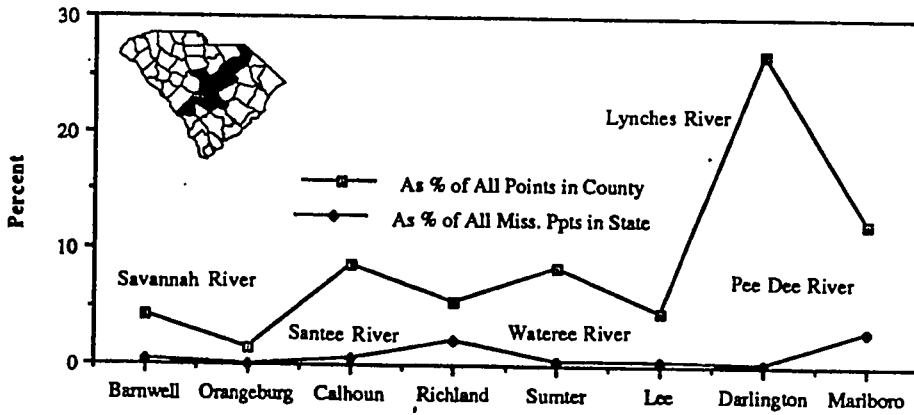 30
20
10
0
Percent
Lynches River
As % of All Points in County
As % of All Miss. Ppts in State
Savannah River
Pee Dee River
Santee River
Wateree River
Barnwell
Orangeburg
Calhoun
Richland
Sumter
Lee
Darlington
Marlboro